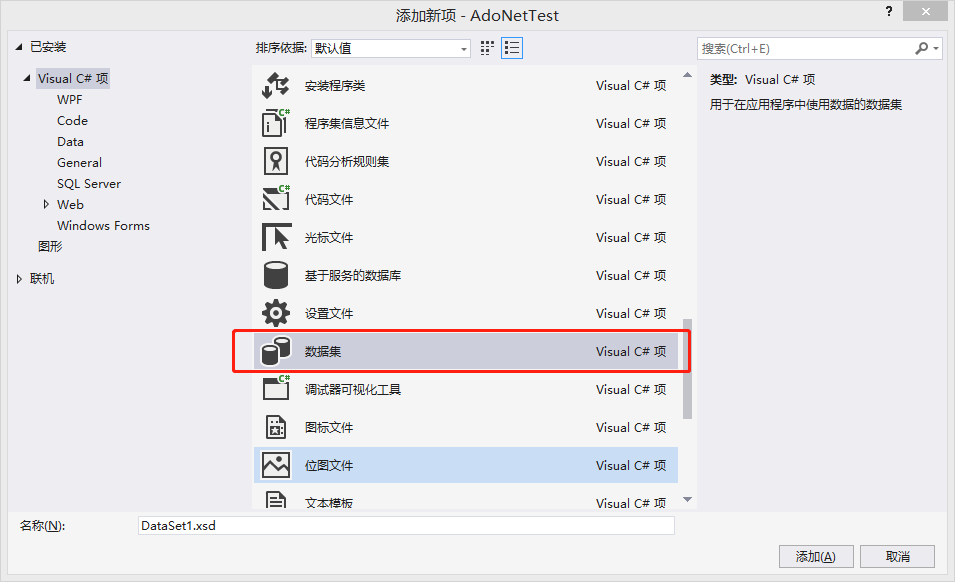 添加新项 - AdoNetTest
?
已安装
Visual C# 项
WPF
Code
Data
General
SQL Server
Web
Windows Forms
图形
联机
排序依据: 默认值
安装程序类 Visual C# 项
C# 程序集信息文件 Visual C# 项
代码分析规则集 Visual C# 项
C# 代码文件 Visual C# 项
光标文件 Visual C# 项
基于服务的数据库 Visual C# 项
设置文件 Visual C# 项
数据集 Visual C# 项
C# 调试器可视化工具 Visual C# 项
图标文件 Visual C# 项
位图文件 Visual C# 项
文本模板 Visual C# 项
搜索(Ctrl+E)
类型: Visual C# 项
用于在应用程序中使用数据的数据集
名称(N): DataSet1.xsd
添加(A) 取消